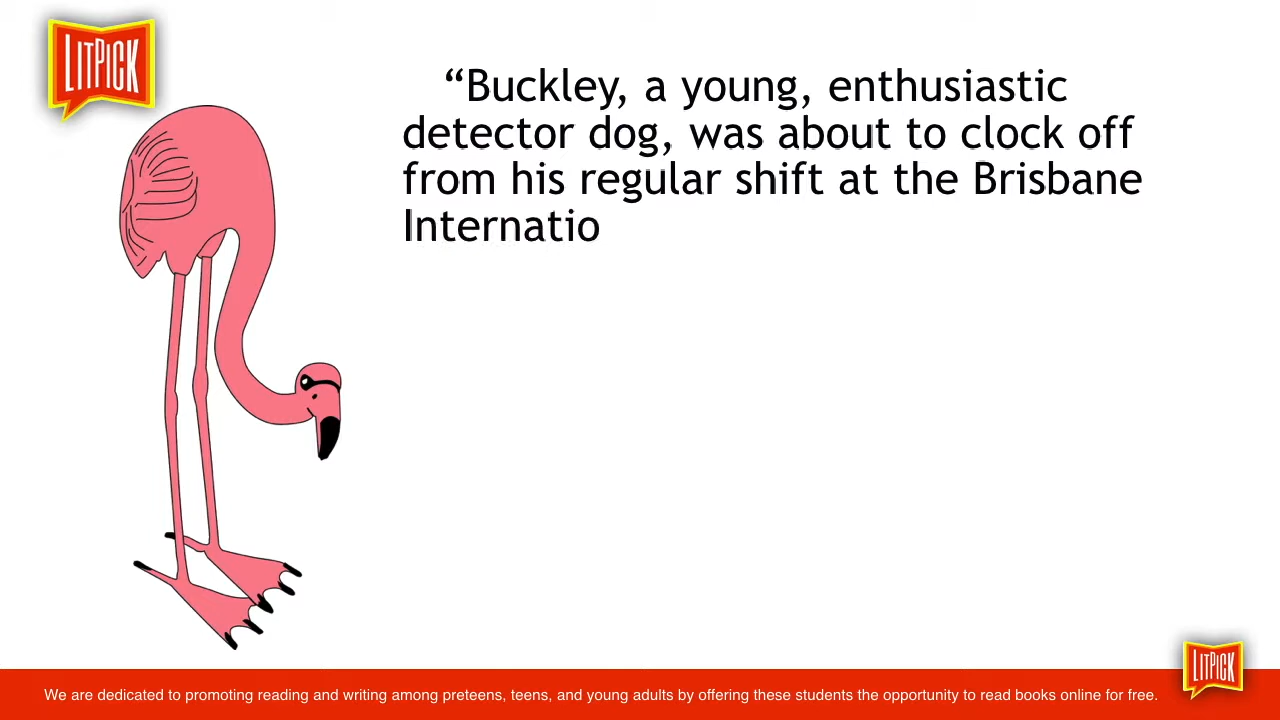 LITPICK
“Buckley, a young, enthusiastic
detector dog, was about to clock off
from his regular shift at the Brisbane
Internatio
LITPICK
We are dedicated to promoting reading and writing among preteens, teens, and young adults by offering these students the opportunity to read books online for free.